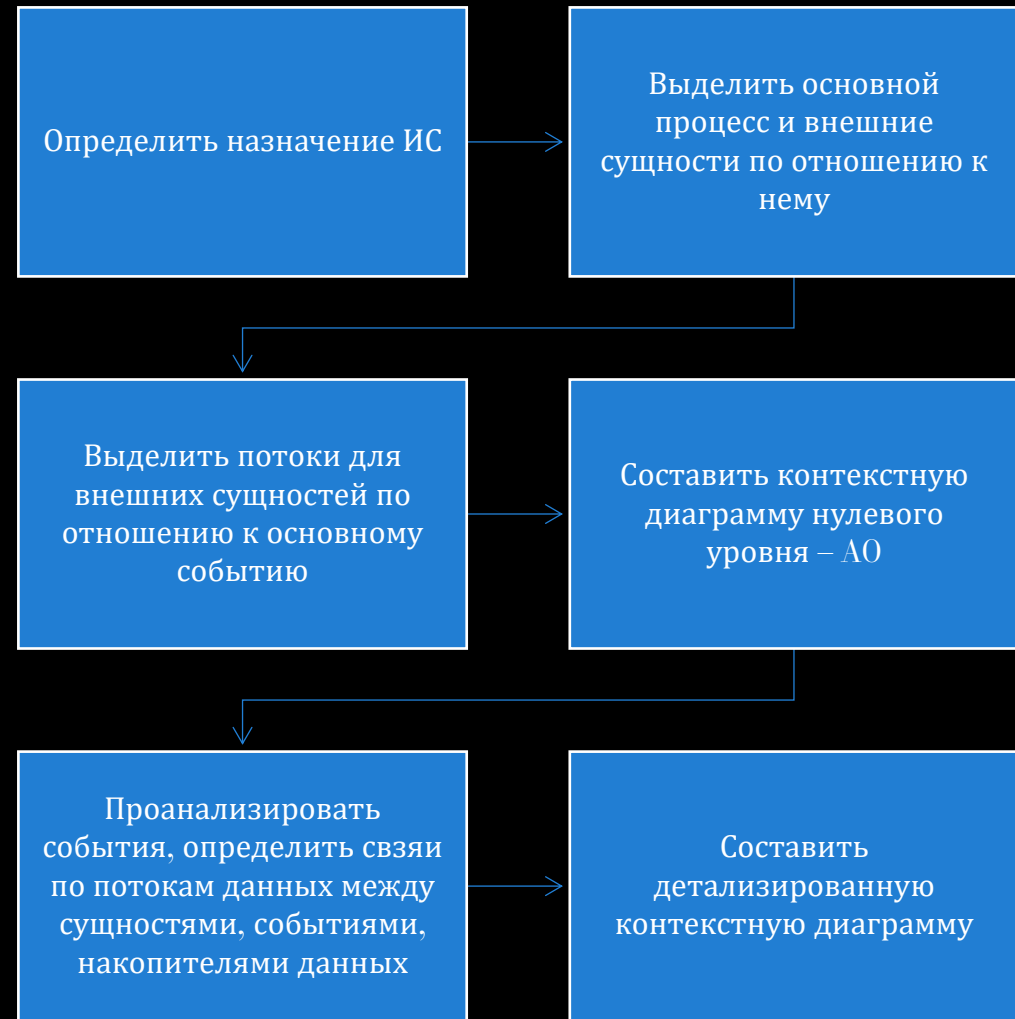 Определить назначение ИС
Выделить основной
процесс и внешние
сущности по отношению к
нему
Выделить потоки для
внешних сущностей по
отношению к основному
событию
Составить контекстную
диаграмму нулевого
уровня – А0
Проанализировать
события, определить свзяи
по потокам данных между
сущностями, событиями,
накопителями данных
Составить
детализированную
контекстную диаграмму